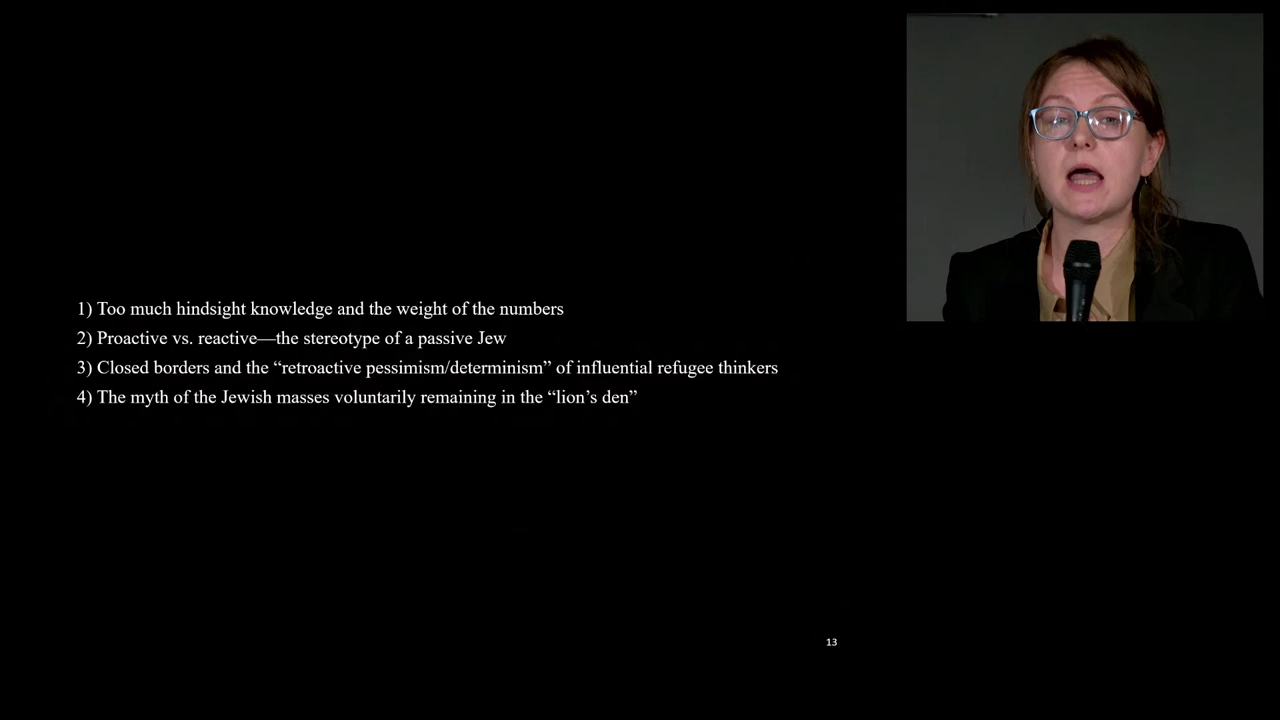 1) Too much hindsight knowledge and the weight of the numbers
2) Proactive vs. reactive—the stereotype of a passive Jew
3) Closed borders and the “retroactive pessimism/determinism” of influential refugee thinkers
4) The myth of the Jewish masses voluntarily remaining in the “lion’s den”
13